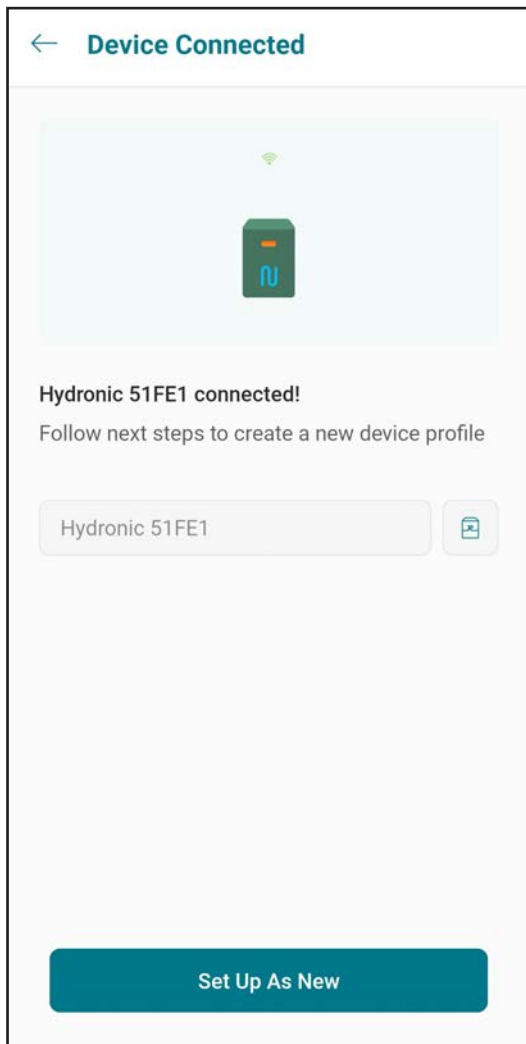 Device Connected
Hydronic 51FE1 connected!
Follow next steps to create a new device profile
Hydronic 51FE1
Set Up As New